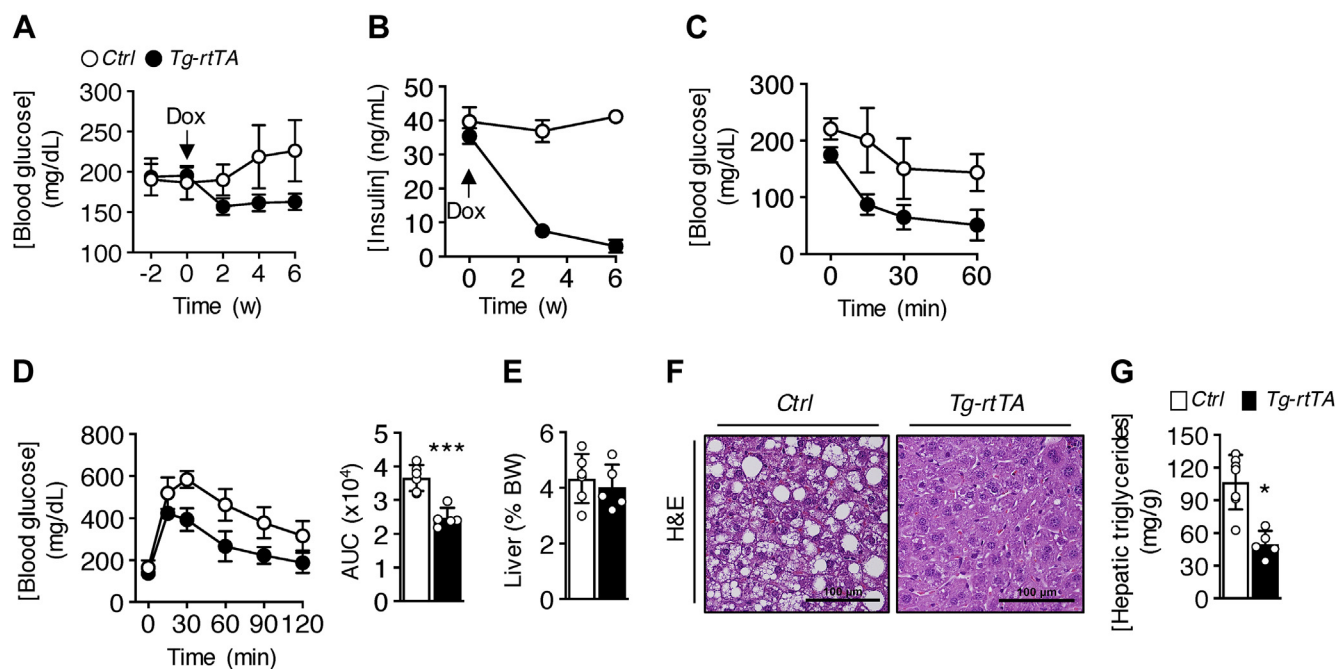 A
Ctrl Tg-rtTA
[Blood glucose]
(mg/dL)
300
250
200
150
100
Dox
-2 0 2 4 6
Time (w)
B
[Insulin] (ng/mL)
50
40
30
20
10
0
Dox
0 2 4 6
Time (w)
C
[Blood glucose]
(mg/dL)
300
200
100
0
0 30 60
Time (min)
D
[Blood glucose]
(mg/dL)
800
600
400
200
0
0 30 60 90 120
Time (min)
AUC (x10⁴)
5
4
3
2
1
0
***
E
Liver (% BW)
6
4
2
0
F
Ctrl Tg-rtTA
H&E
100 µm
100 µm
G
Ctrl Tg-rtTA
[Hepatic triglycerides]
(mg/g)
150
120
90
60
30
0
*